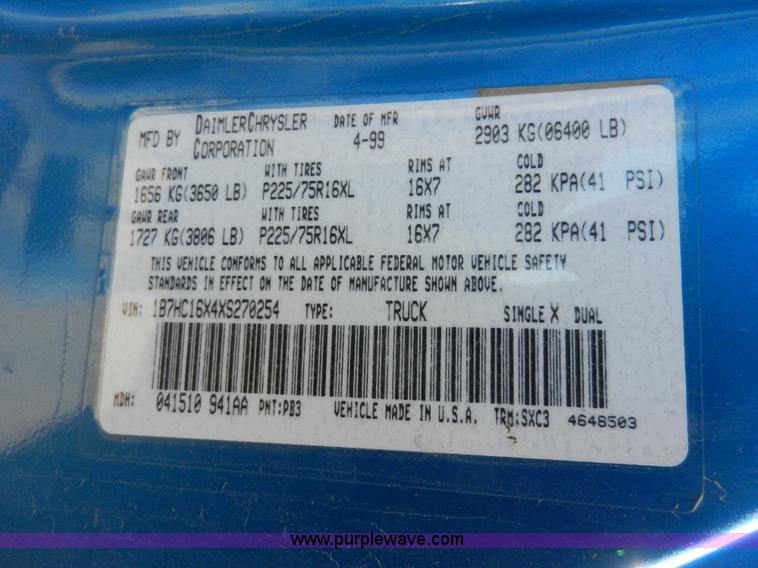 MFD BY DAIMLERCHRYSLER CORPORATION DATE OF MFR 4-99 GVWR 2903 KG(06400 LB)
GAWR FRONT WITH TIRES RIMS AT COLD
1656 KG(3650 LB) P225/75R16XL 16X7 282 KPA(41 PSI)
GAWR REAR WITH TIRES RIMS AT COLD
1727 KG(3806 LB) P225/75R16XL 16X7 282 KPA(41 PSI)
THIS VEHICLE CONFORMS TO ALL APPLICABLE FEDERAL MOTOR VEHICLE SAFETY
STANDARDS IN EFFECT ON THE DATE OF MANUFACTURE SHOWN ABOVE.
VIN: 1B7HC16X4XS270254 TYPE: TRUCK SINGLE X DUAL
MDH: 041510 941AA PNT:PB3 VEHICLE MADE IN U.S.A. TRM:SXC3 4648503
www.purplewave.com